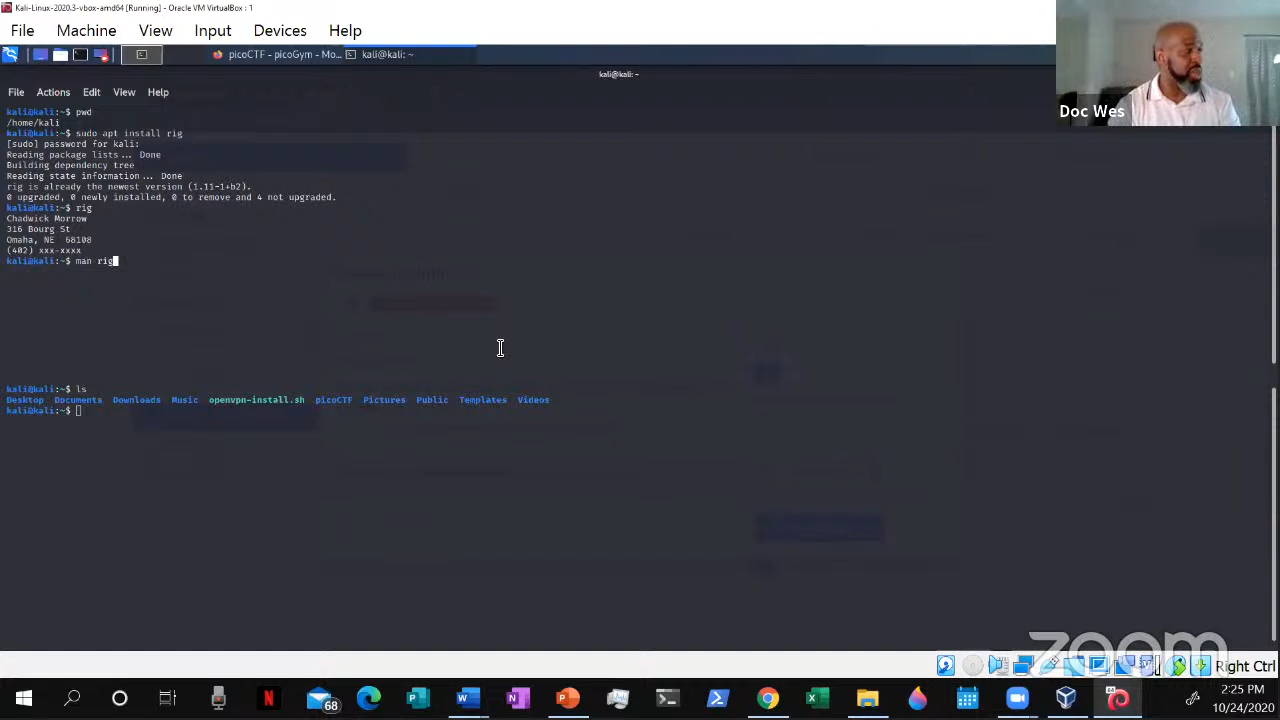 Kali-Linux-2020.3-vbox-amd64 [Running] - Oracle VM VirtualBox : 1
File Machine View Input Devices Help
picoCTF - picoGym - Mo... kali@kali: ~
kali@kali: ~
File Actions Edit View Help
kali@kali:~$ pwd
/home/kali
kali@kali:~$ sudo apt install rig
[sudo] password for kali:
Reading package lists... Done
Building dependency tree
Reading state information... Done
rig is already the newest version (1.11-1+b2).
0 upgraded, 0 newly installed, 0 to remove and 4 not upgraded.
kali@kali:~$ rig
Chadwick Morrow
316 Bourg St
Omaha, NE  68108
(402) xxx-xxxx
kali@kali:~$ man rig
kali@kali:~$ ls
Desktop Documents Downloads Music openvpn-install.sh picoCTF Pictures Public Templates Videos
kali@kali:~$
Doc Wes
zoom
Right Ctrl
68
2:25 PM
10/24/2020